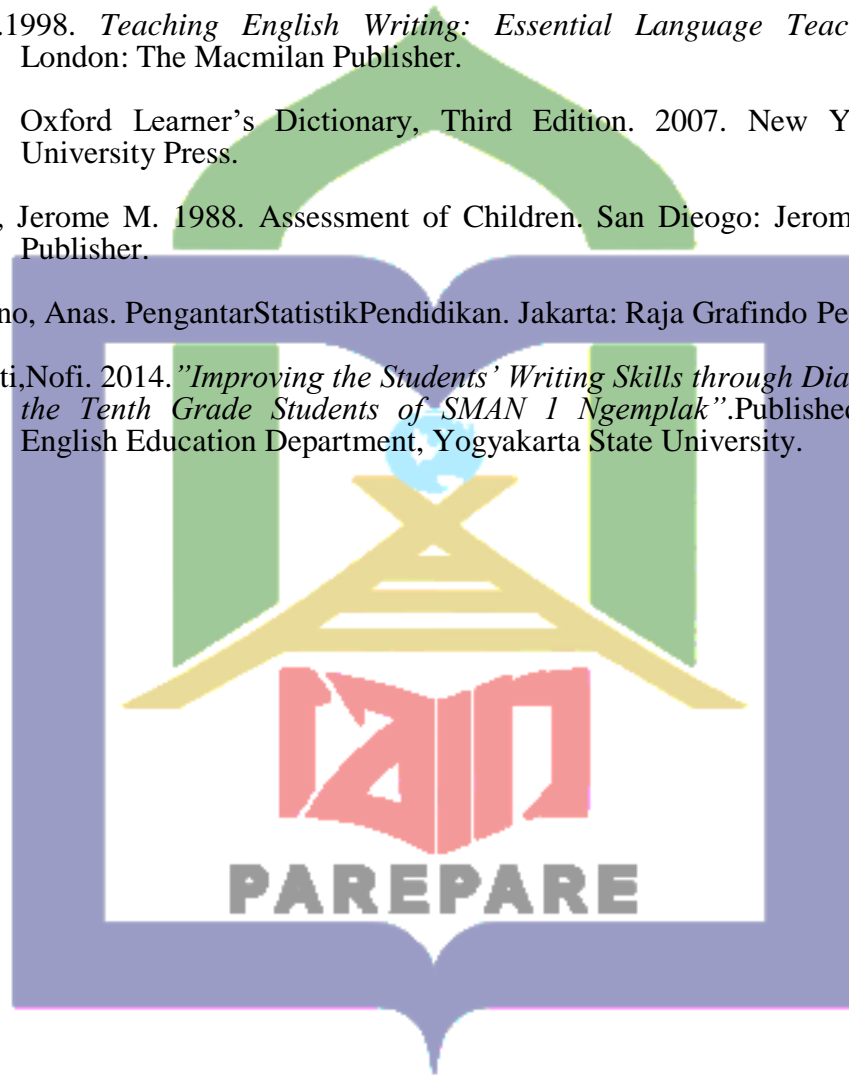 .1998. Teaching English Writing: Essential Language Teac
London: The Macmilan Publisher.
Oxford Learner’s Dictionary, Third Edition. 2007. New Y
University Press.
, Jerome M. 1988. Assessment of Children. San Dieogo: Jerom
Publisher.
no, Anas. PengantarStatistikPendidikan. Jakarta: Raja Grafindo Pe
ti,Nofi. 2014.”Improving the Students’ Writing Skills through Dia
the Tenth Grade Students of SMAN 1 Ngemplak”.Published
English Education Department, Yogyakarta State University.
iain
PAREPARE